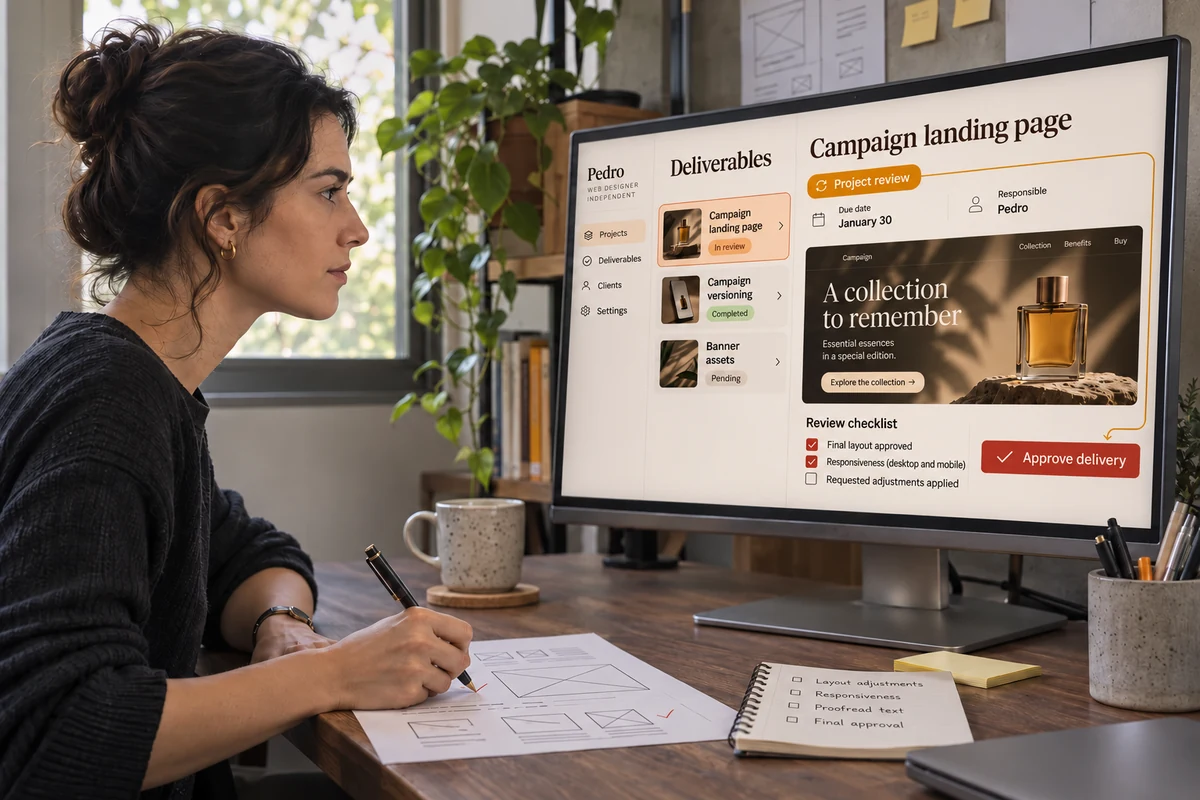 Pedro
WEB DESIGNER
INDEPENDENT
Projects
Deliverables
Clients
Settings
Deliverables
Campaign
landing page
In review
Campaign
versioning
Completed
Banner
assets
Pending
Campaign landing page
Project review
Due date
January 30
Responsible
Pedro
Campaign
Collection Benefits Buy
A collection
to remember
Essential essences
in a special edition.
Explore the collection →
Review checklist
Final layout approved
Responsiveness (desktop and mobile)
Requested adjustments applied
Approve delivery
Layout adjustments
Responsiveness
Proofread text
Final approval